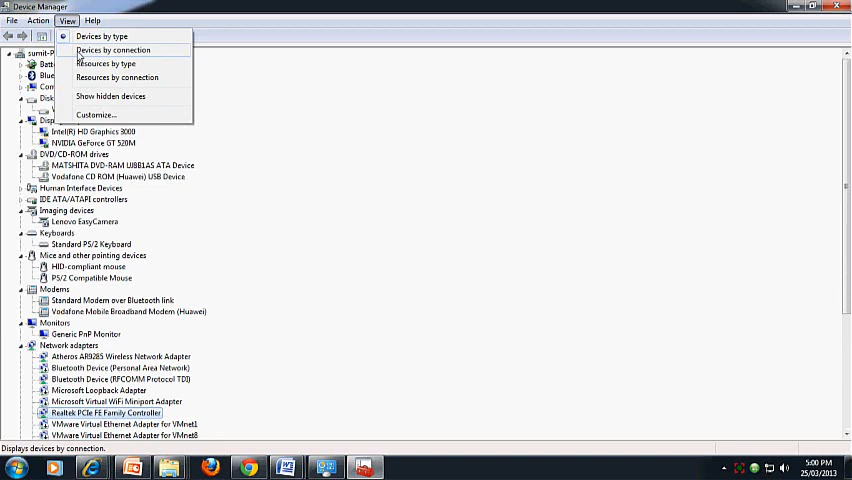 Device Manager
File Action View Help
Devices by type
Devices by connection
Resources by type
Resources by connection
Show hidden devices
Customize...
sumit-P
Batt
Blue
Com
Disk
Displ
Intel(R) HD Graphics 3000
NVIDIA GeForce GT 520M
DVD/CD-ROM drives
MATSHITA DVD-RAM UJ8B1AS ATA Device
Vodafone CD ROM (Huawei) USB Device
Human Interface Devices
IDE ATA/ATAPI controllers
Imaging devices
Lenovo EasyCamera
Keyboards
Standard PS/2 Keyboard
Mice and other pointing devices
HID-compliant mouse
PS/2 Compatible Mouse
Modems
Standard Modem over Bluetooth link
Vodafone Mobile Broadband Modem (Huawei)
Monitors
Generic PnP Monitor
Network adapters
Atheros AR9285 Wireless Network Adapter
Bluetooth Device (Personal Area Network)
Bluetooth Device (RFCOMM Protocol TDI)
Microsoft Loopback Adapter
Microsoft Virtual WiFi Miniport Adapter
Realtek PCIe FE Family Controller
VMware Virtual Ethernet Adapter for VMnet1
VMware Virtual Ethernet Adapter for VMnet8
Displays devices by connection.
5:00 PM
25/03/2013